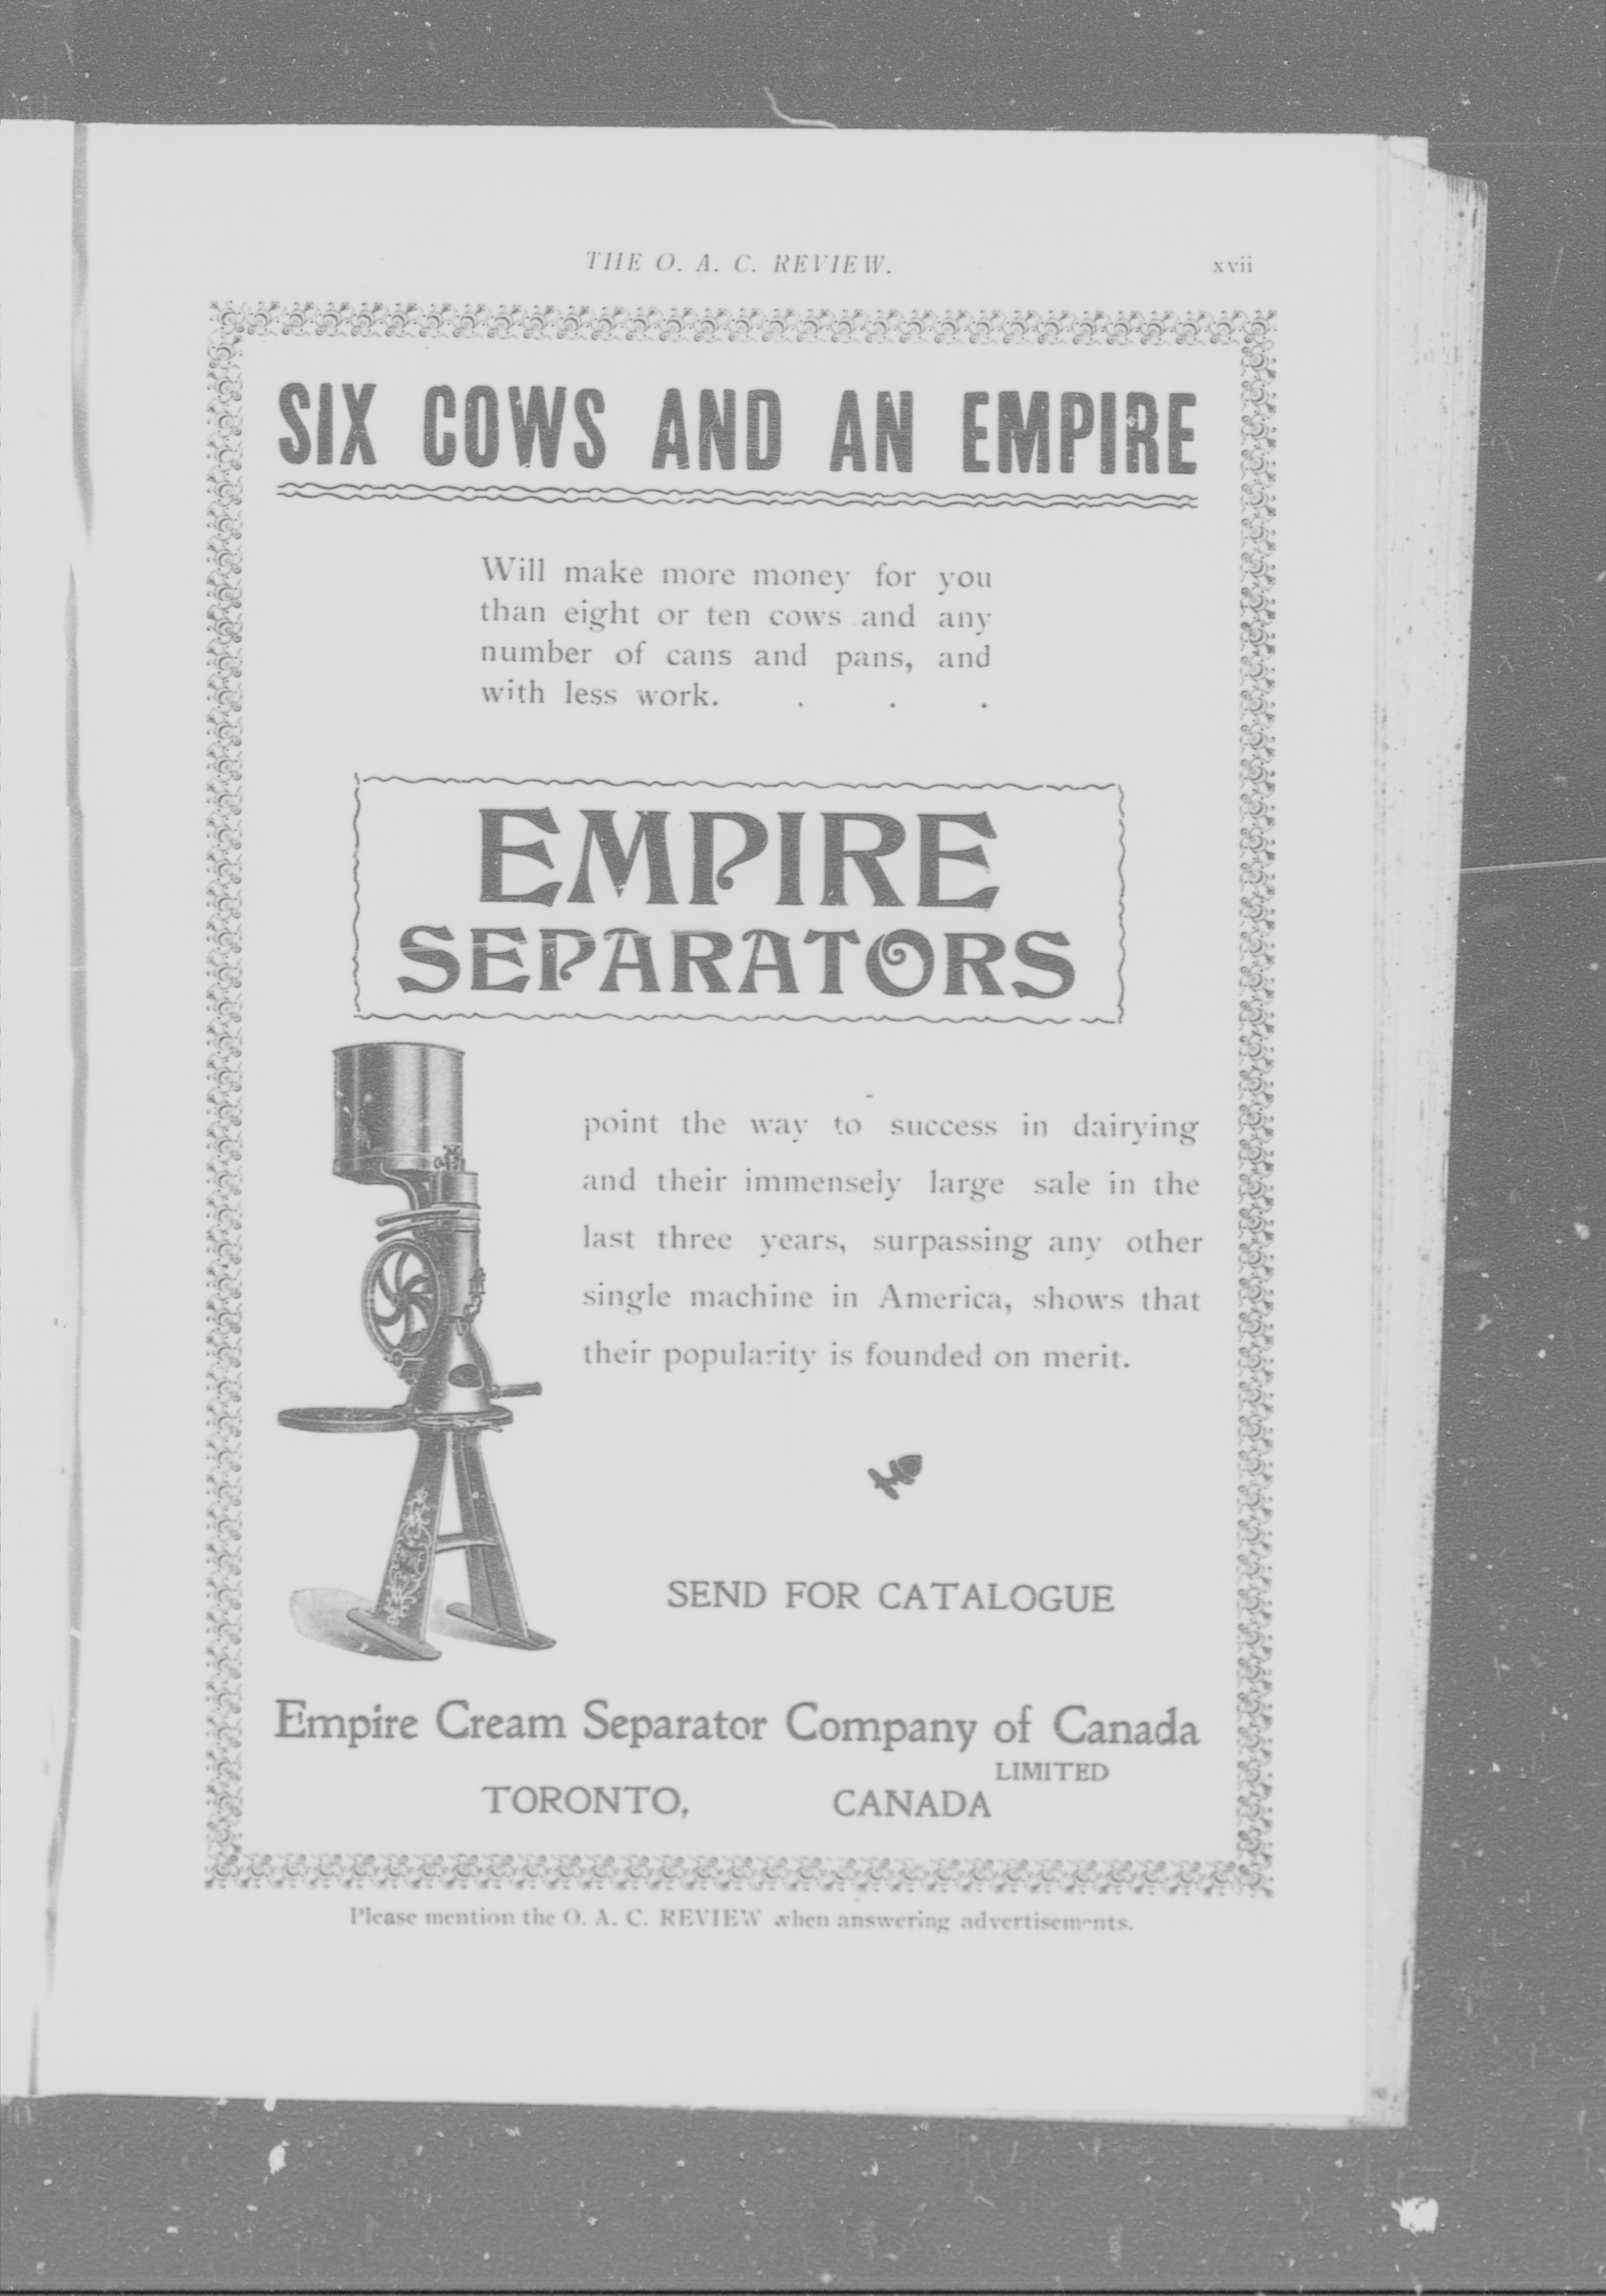 THE O. A. C. REVIEW. xvii
SIX COWS AND AN EMPIRE
Will make more money for you
than eight or ten cows and any
number of cans and pans, and
with less work. . . .
EMPIRE
SEPARATORS
point the way to success in dairying
and their immensely large sale in the
last three years, surpassing any other
single machine in America, shows that
their popularity is founded on merit.
SEND FOR CATALOGUE
Empire Cream Separator Company of Canada
LIMITED
TORONTO, CANADA
Please mention the O. A. C. REVIEW when answering advertisements.